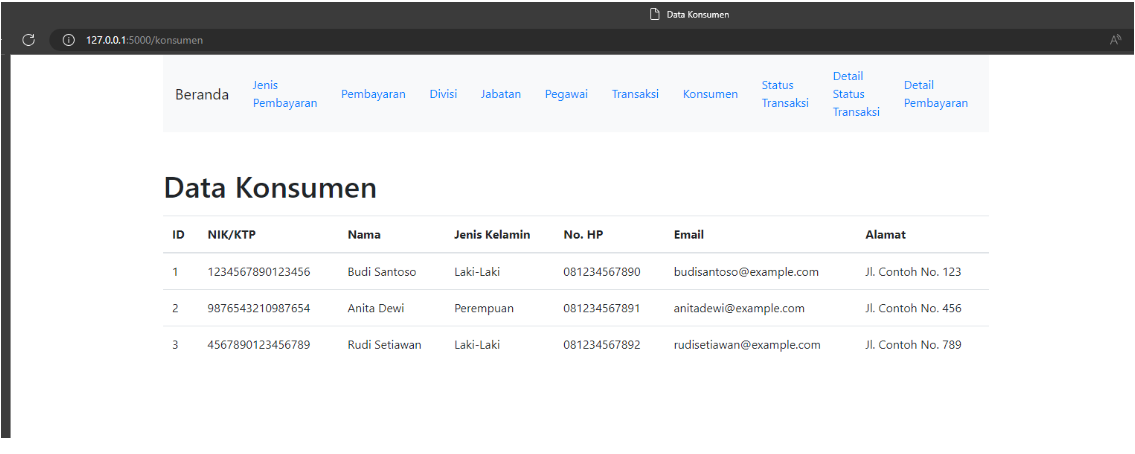 Data Konsumen
127.0.0.1:5000/konsumen
Beranda Jenis Pembayaran Pembayaran Divisi Jabatan Pegawai Transaksi Konsumen Status Transaksi Detail Status Transaksi Detail Pembayaran
Data Konsumen
ID NIK/KTP Nama Jenis Kelamin No. HP Email Alamat
1 1234567890123456 Budi Santoso Laki-Laki 081234567890 budisantoso@example.com Jl. Contoh No. 123
2 9876543210987654 Anita Dewi Perempuan 081234567891 anitadewi@example.com Jl. Contoh No. 456
3 4567890123456789 Rudi Setiawan Laki-Laki 081234567892 rudisetiawan@example.com Jl. Contoh No. 789